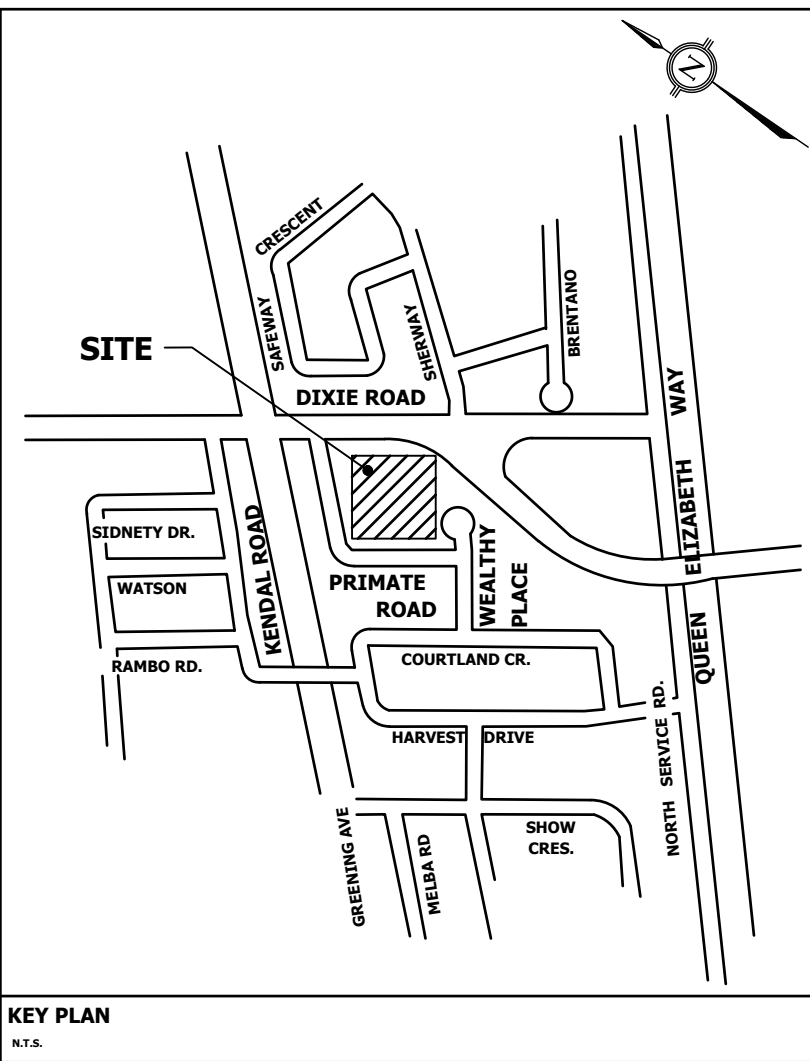 N
CRESCENT
SAFEWAY
SHERWAY
BRENTANO
SITE
DIXIE ROAD
QUEEN ELIZABETH WAY
SIDNETY DR.
KENDAL ROAD
WATSON
PRIMATE
ROAD
WEALTHY
PLACE
RAMBO RD.
COURTLAND CR.
HARVEST DRIVE
NORTH SERVICE RD.
GREENING AVE
MELBA RD
SHOW
CRES.
KEY PLAN
N.T.S.